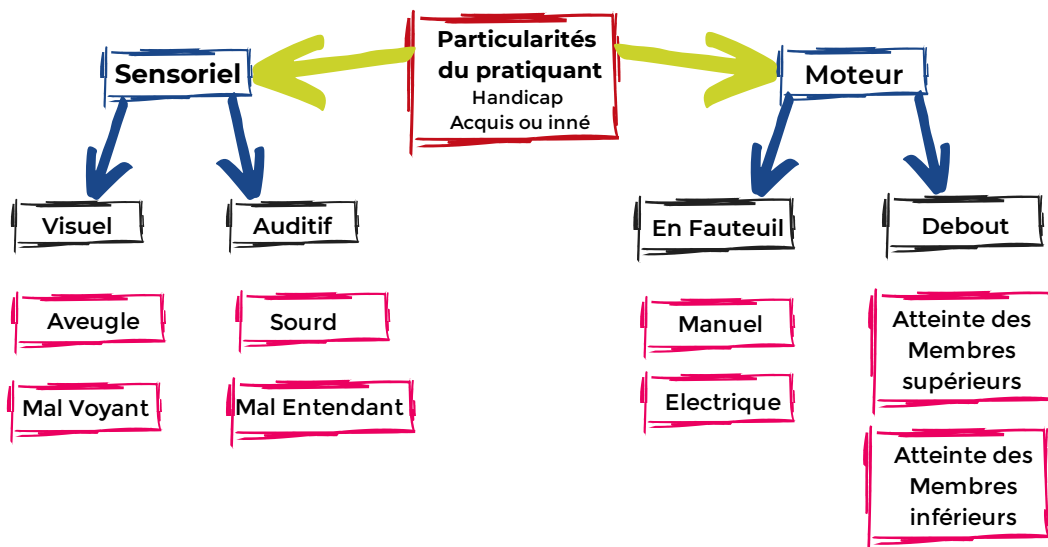 Particularités
du pratiquant
Handicap
Acquis ou inné
Sensoriel
Moteur
Visuel
Auditif
En Fauteuil
Debout
Aveugle
Sourd
Manuel
Atteinte des
Membres
supérieurs
Mal Voyant
Mal Entendant
Electrique
Atteinte des
Membres
inférieurs